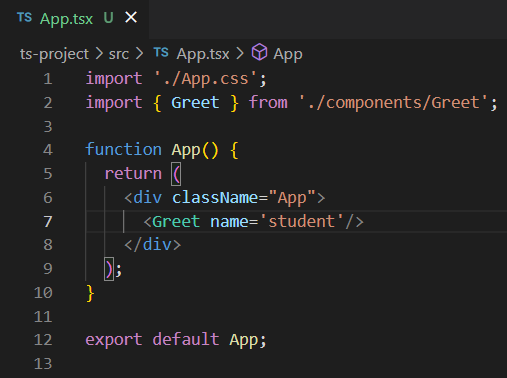 TS App.tsx U ×
ts-project > src > TS App.tsx > App
1 import './App.css';
2 import { Greet } from './components/Greet';
3
4 function App() {
5   return (
6     <div className="App">
7       <Greet name='student'/>
8     </div>
9   );
10 }
11
12 export default App;
13